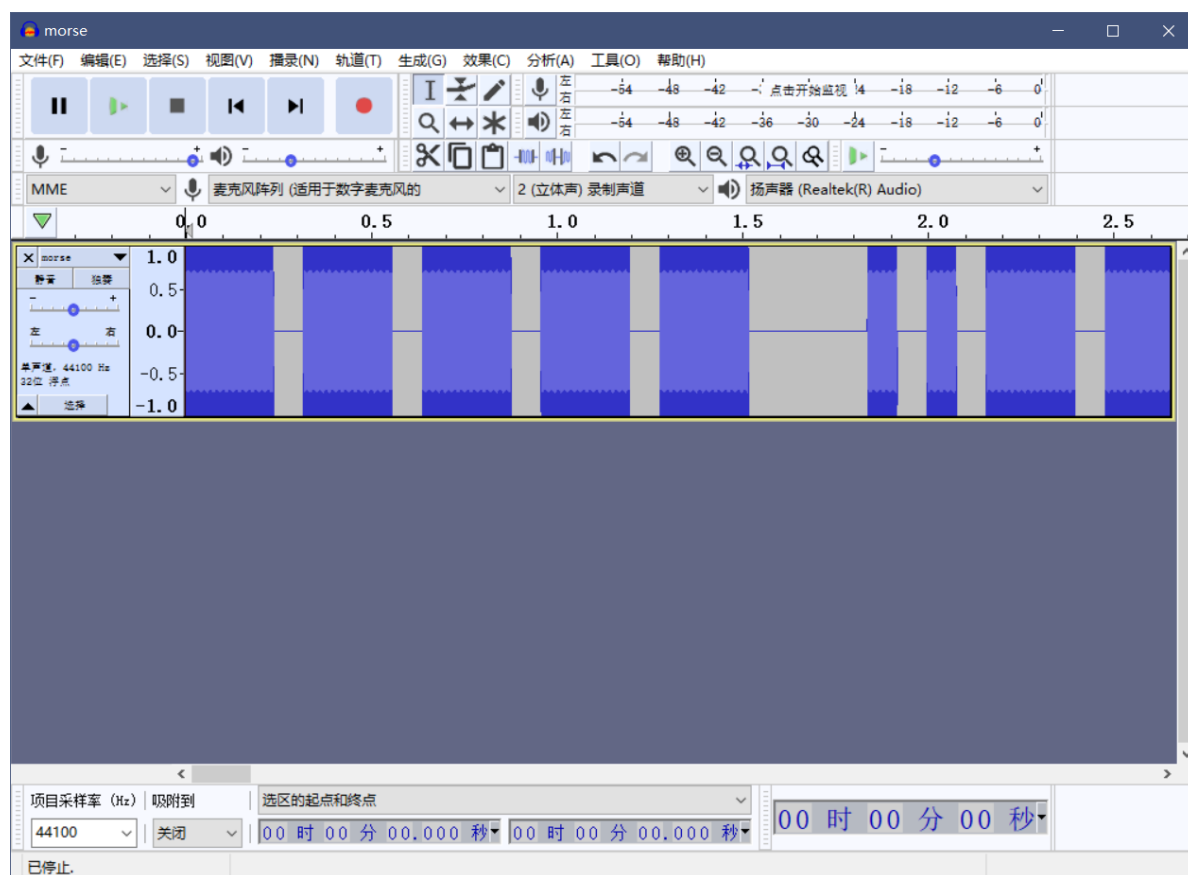 morse
文件(F) 编辑(E) 选择(S) 视图(V) 播录(N) 轨道(T) 生成(G) 效果(C) 分析(A) 工具(O) 帮助(H)
左 -54 -48 -42 - 点击开始监视 4 -18 -12 -6 0
右
左 -54 -48 -42 -36 -30 -24 -18 -12 -6 0
右
- + - + - +
MME 麦克风阵列 (适用于数字麦克风的 2 (立体声) 录制声道 扬声器 (Realtek(R) Audio)
0.0 0.5 1.0 1.5 2.0 2.5
morse 1.0
静音 独奏
- + 0.5
左 右 0.0
单声道, 44100 Hz
32位 浮点 -0.5
选择 -1.0
项目采样率 (Hz) 吸附到 选区的起点和终点
44100 关闭 00 时 00 分 00.000 秒 00 时 00 分 00.000 秒 00 时 00 分 00 秒
已停止.